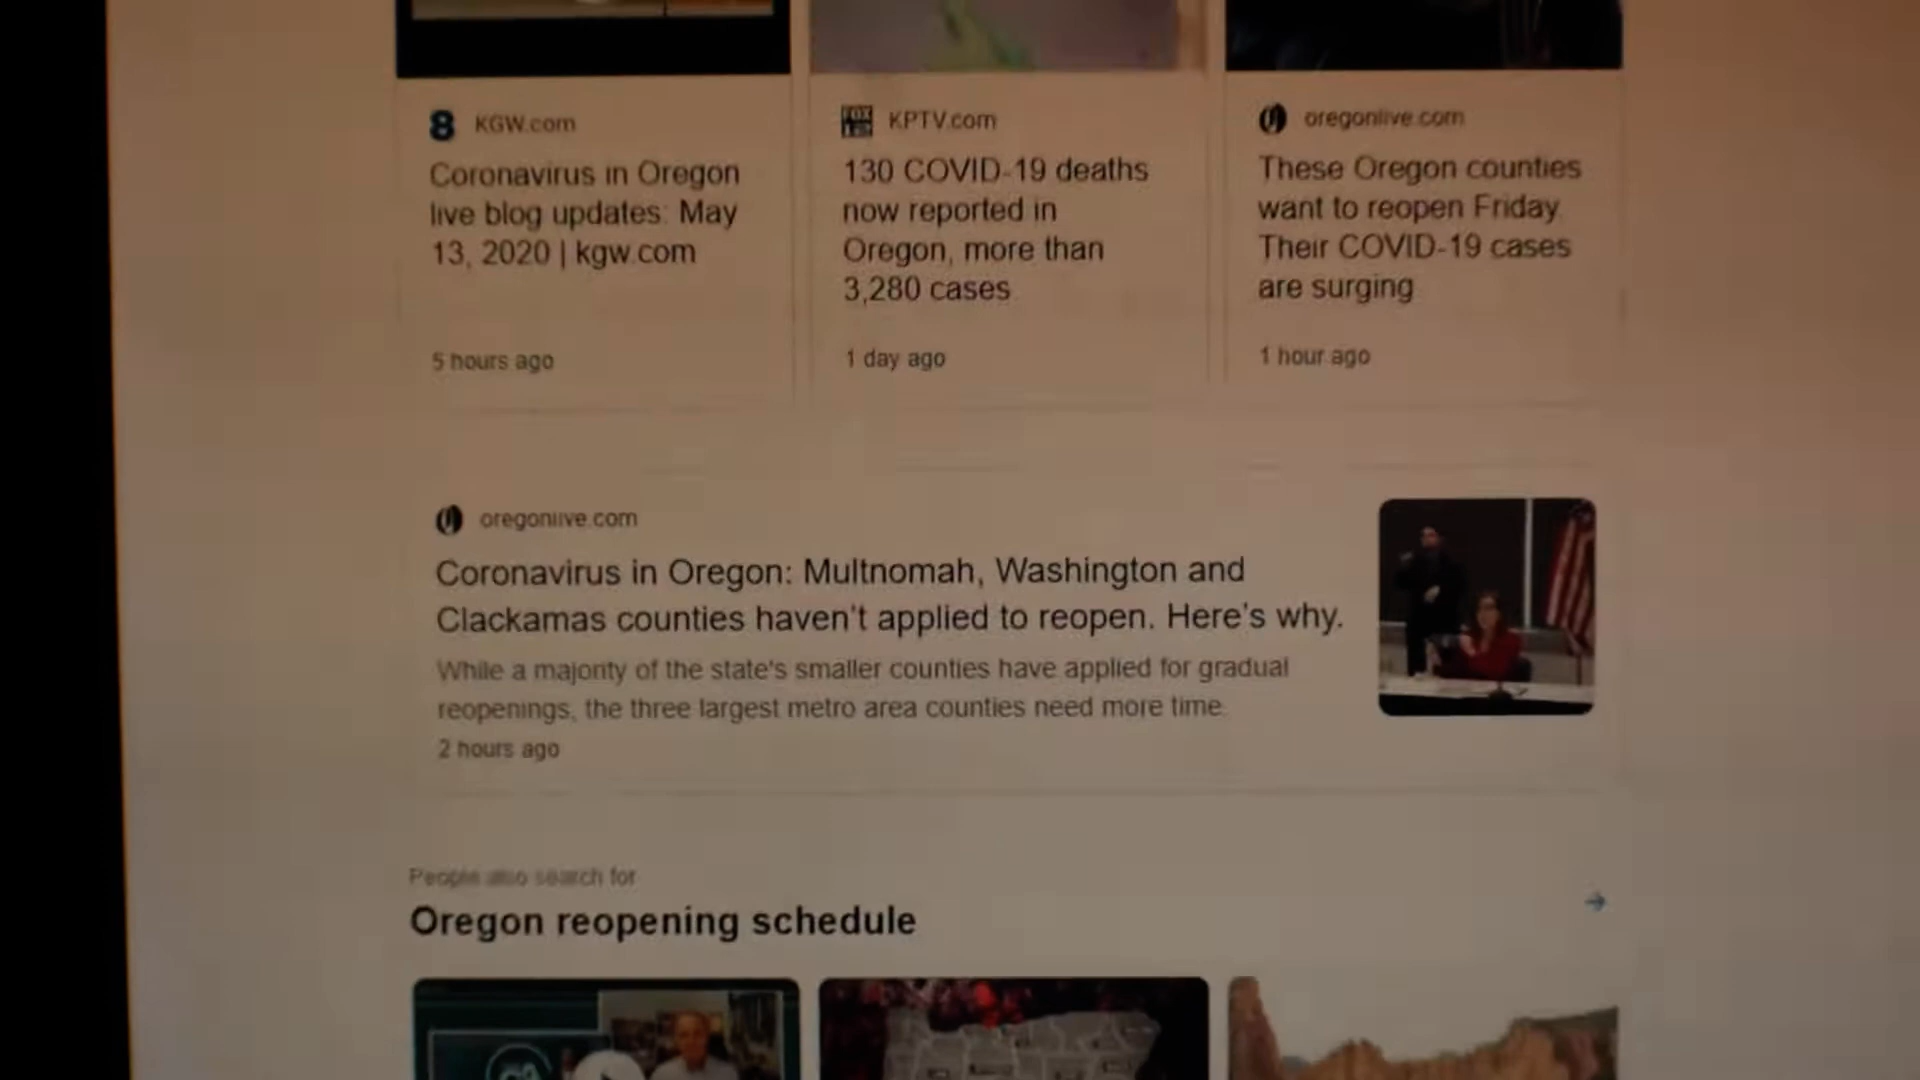 8 KGW.com
Coronavirus in Oregon
live blog updates: May
13, 2020 | kgw.com
5 hours ago
KPTV.com
130 COVID-19 deaths
now reported in
Oregon, more than
3,280 cases
1 day ago
oregonlive.com
These Oregon counties
want to reopen Friday.
Their COVID-19 cases
are surging
1 hour ago
oregonlive.com
Coronavirus in Oregon: Multnomah, Washington and
Clackamas counties haven't applied to reopen. Here's why.
While a majority of the state's smaller counties have applied for gradual
reopenings, the three largest metro area counties need more time.
2 hours ago
People also search for
Oregon reopening schedule